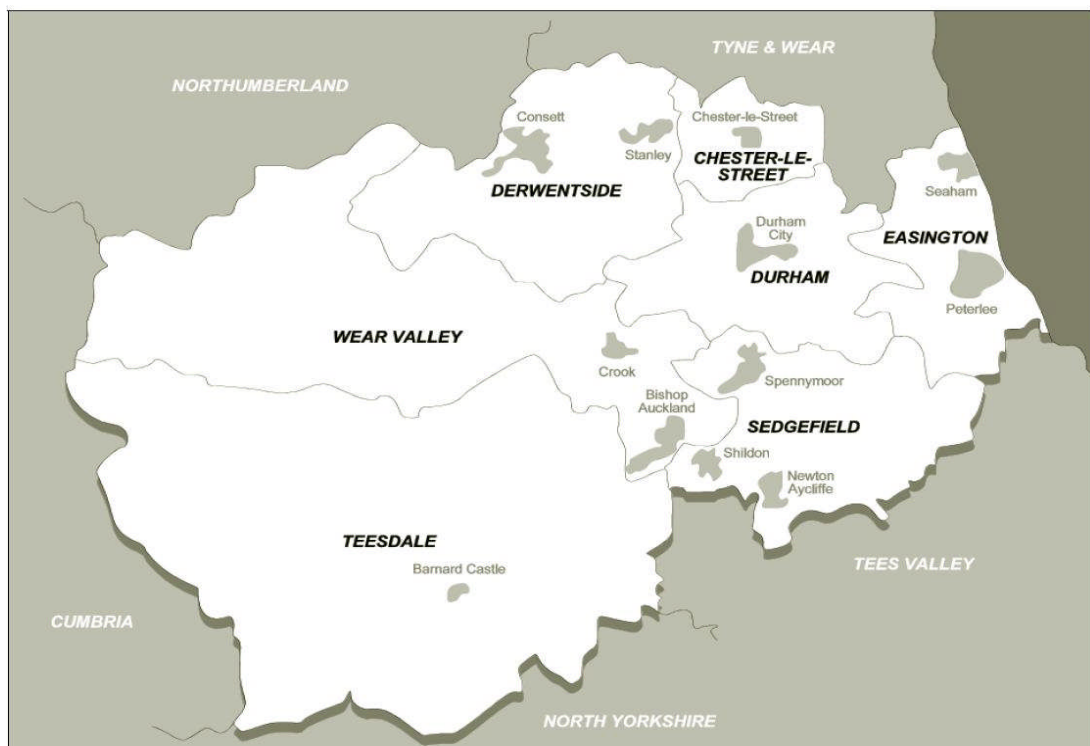 TYNE & WEAR
NORTHUMBERLAND
Consett
Stanley
DERWENTSIDE
Chester-le-Street
CHESTER-LE-
STREET
Seaham
Durham
City
EASINGTON
DURHAM
Peterlee
WEAR VALLEY
Crook
Spennymoor
Bishop
Auckland
SEDGEFIELD
Shildon
Newton
Aycliffe
TEESDALE
Barnard Castle
TEES VALLEY
CUMBRIA
NORTH YORKSHIRE